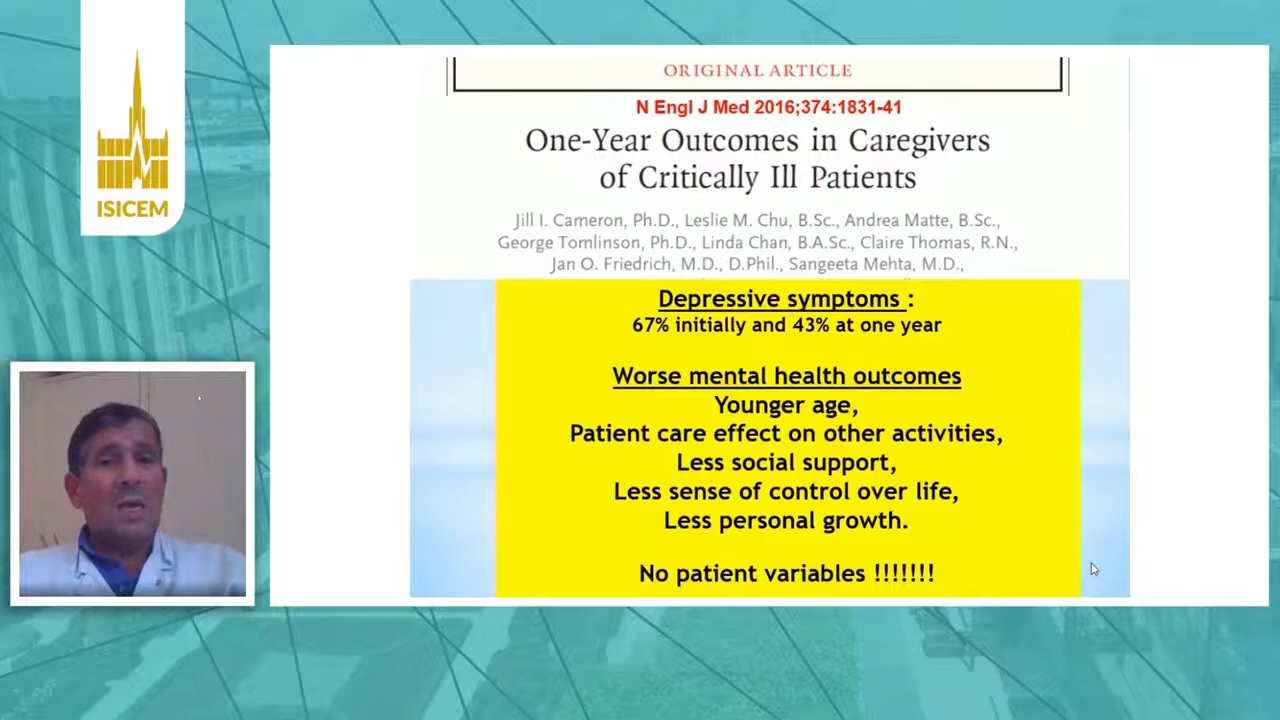 ISICEM
ORIGINAL ARTICLE
N Engl J Med 2016;374:1831-41
One-Year Outcomes in Caregivers
of Critically Ill Patients
Jill I. Cameron, Ph.D., Leslie M. Chu, B.Sc., Andrea Matte, B.Sc.,
George Tomlinson, Ph.D., Linda Chan, B.A.Sc., Claire Thomas, R.N.,
Jan O. Friedrich, M.D., D.Phil., Sangeeta Mehta, M.D.,
Depressive symptoms :
67% initially and 43% at one year
Worse mental health outcomes
Younger age,
Patient care effect on other activities,
Less social support,
Less sense of control over life,
Less personal growth.
No patient variables !!!!!!!